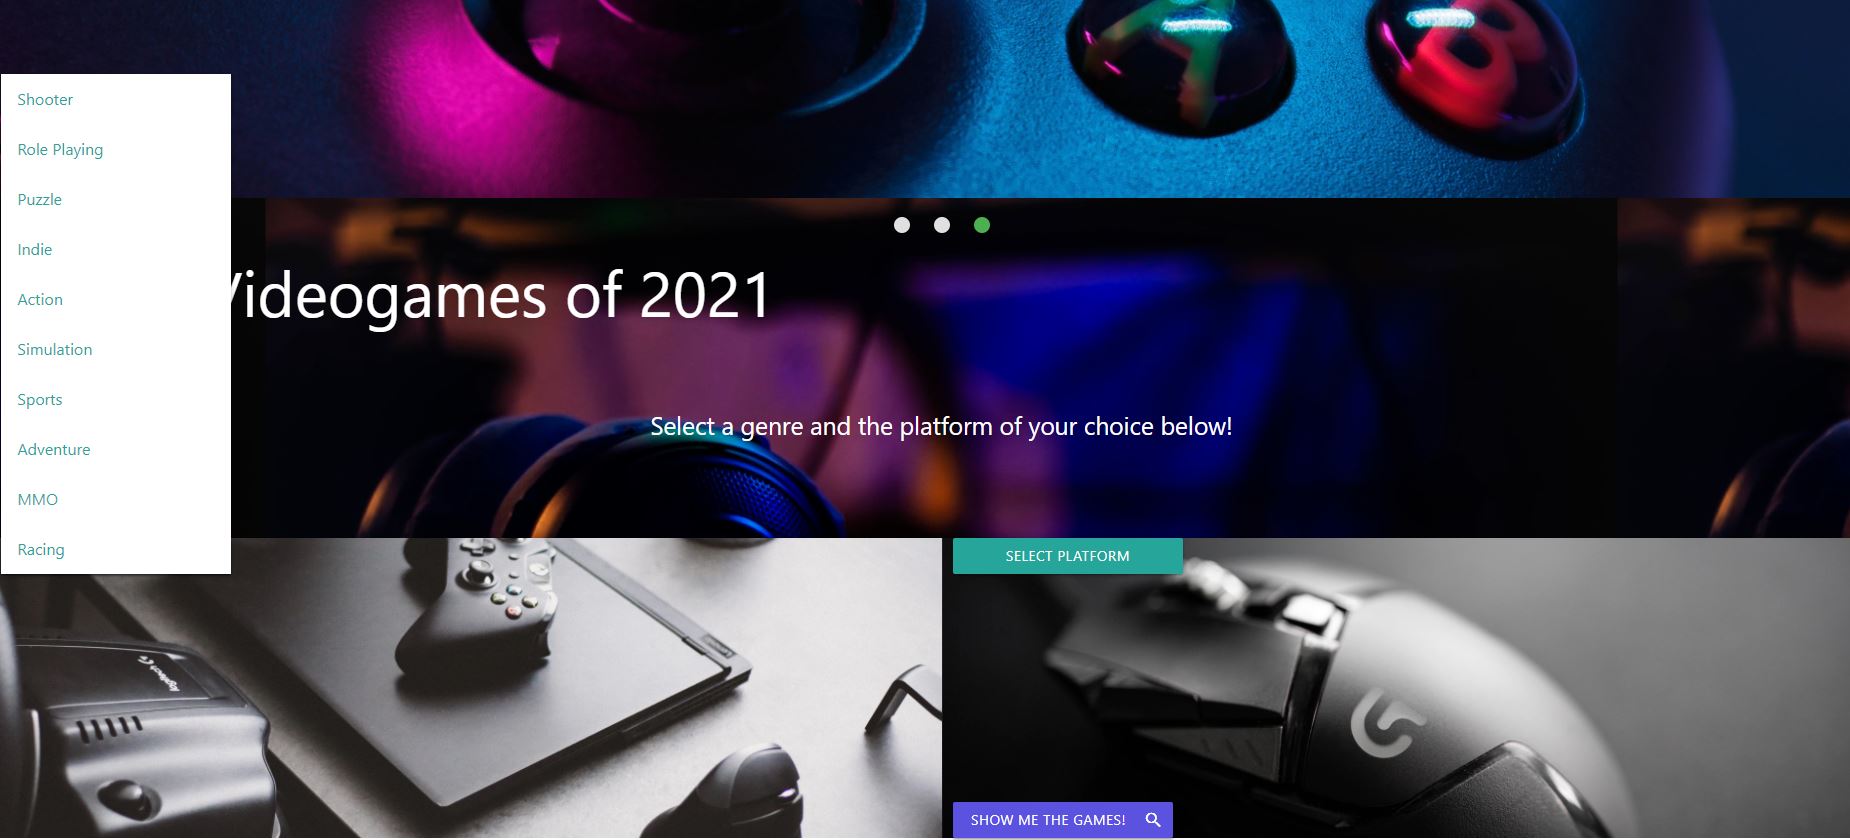 A B
Shooter
Role Playing
Puzzle
Indie
Action
Simulation
Sports
Adventure
MMO
Racing
Videogames of 2021
Select a genre and the platform of your choice below!
SELECT PLATFORM
SHOW ME THE GAMES!
logitech G
G